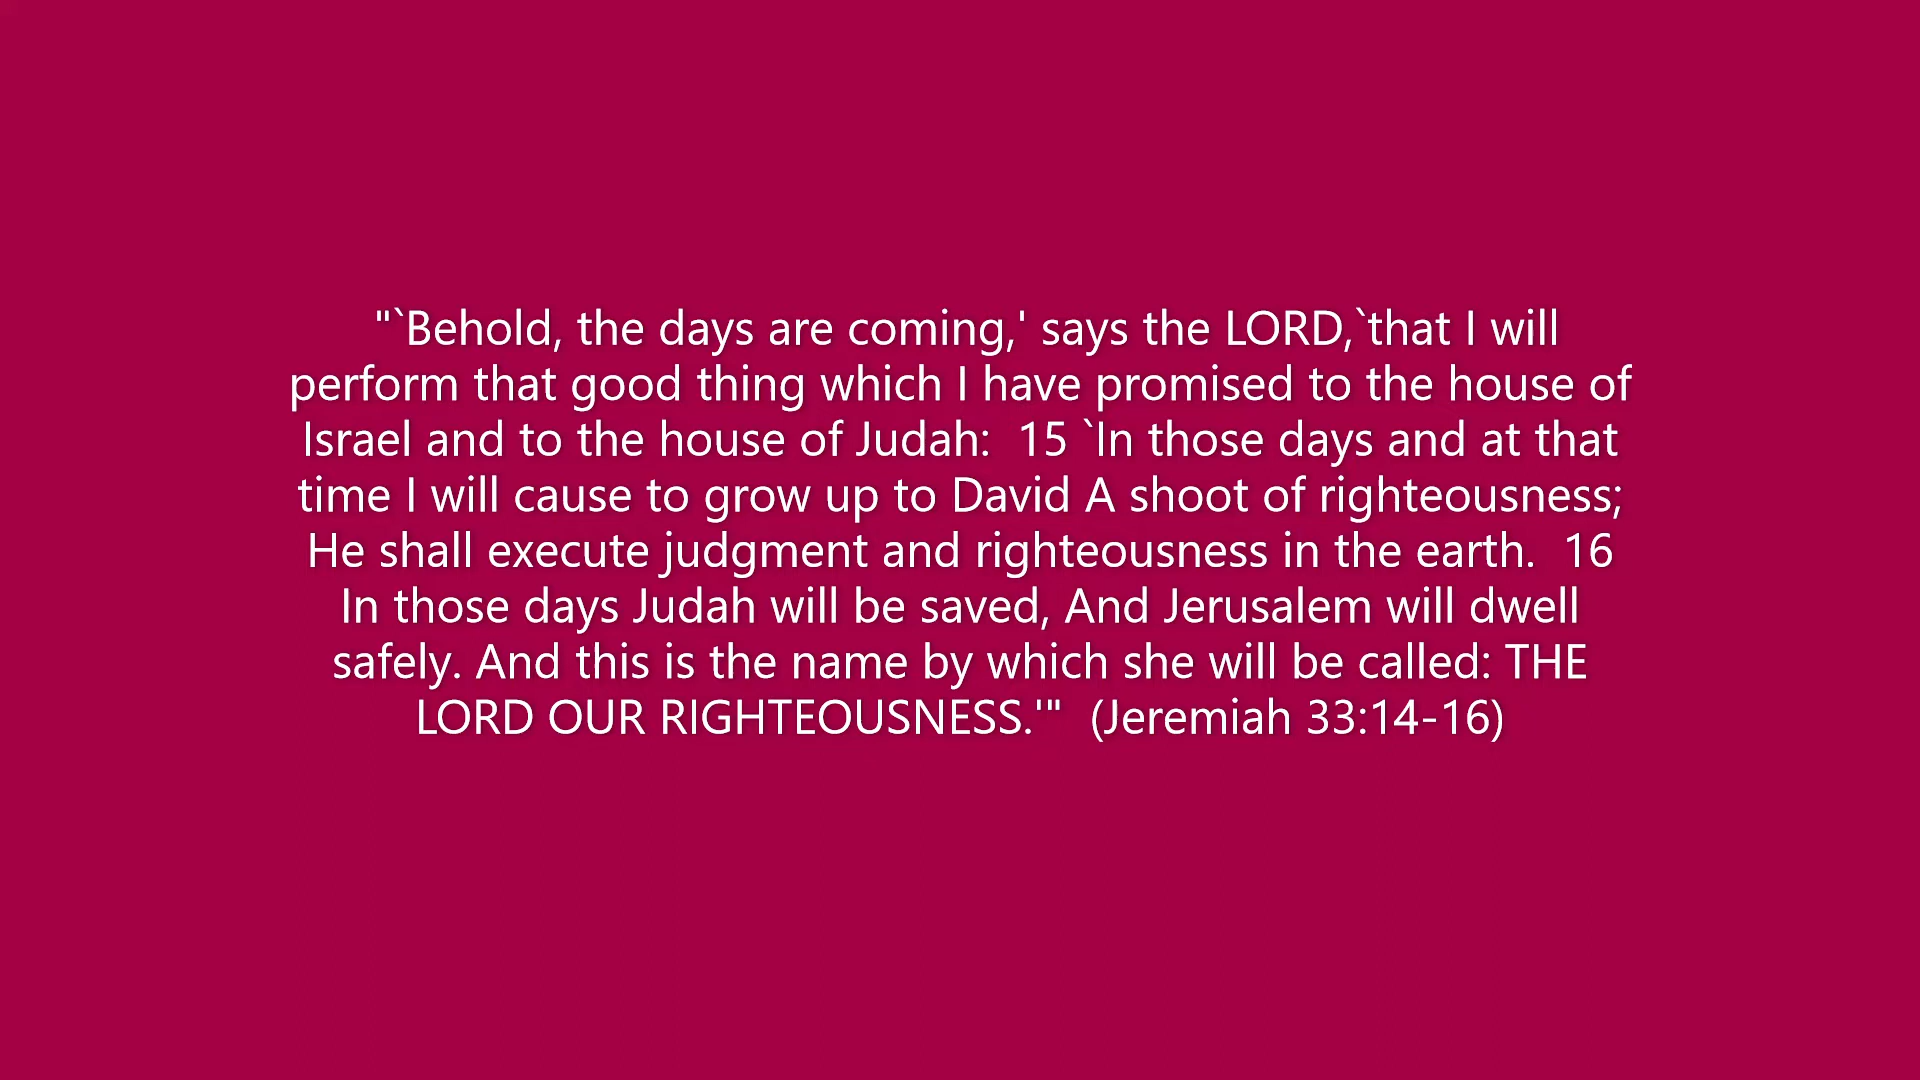 "`Behold, the days are coming,' says the LORD,`that I will
perform that good thing which I have promised to the house of
Israel and to the house of Judah:  15 `In those days and at that
time I will cause to grow up to David A shoot of righteousness;
He shall execute judgment and righteousness in the earth.  16
In those days Judah will be saved, And Jerusalem will dwell
safely. And this is the name by which she will be called: THE
LORD OUR RIGHTEOUSNESS.'"  (Jeremiah 33:14-16)